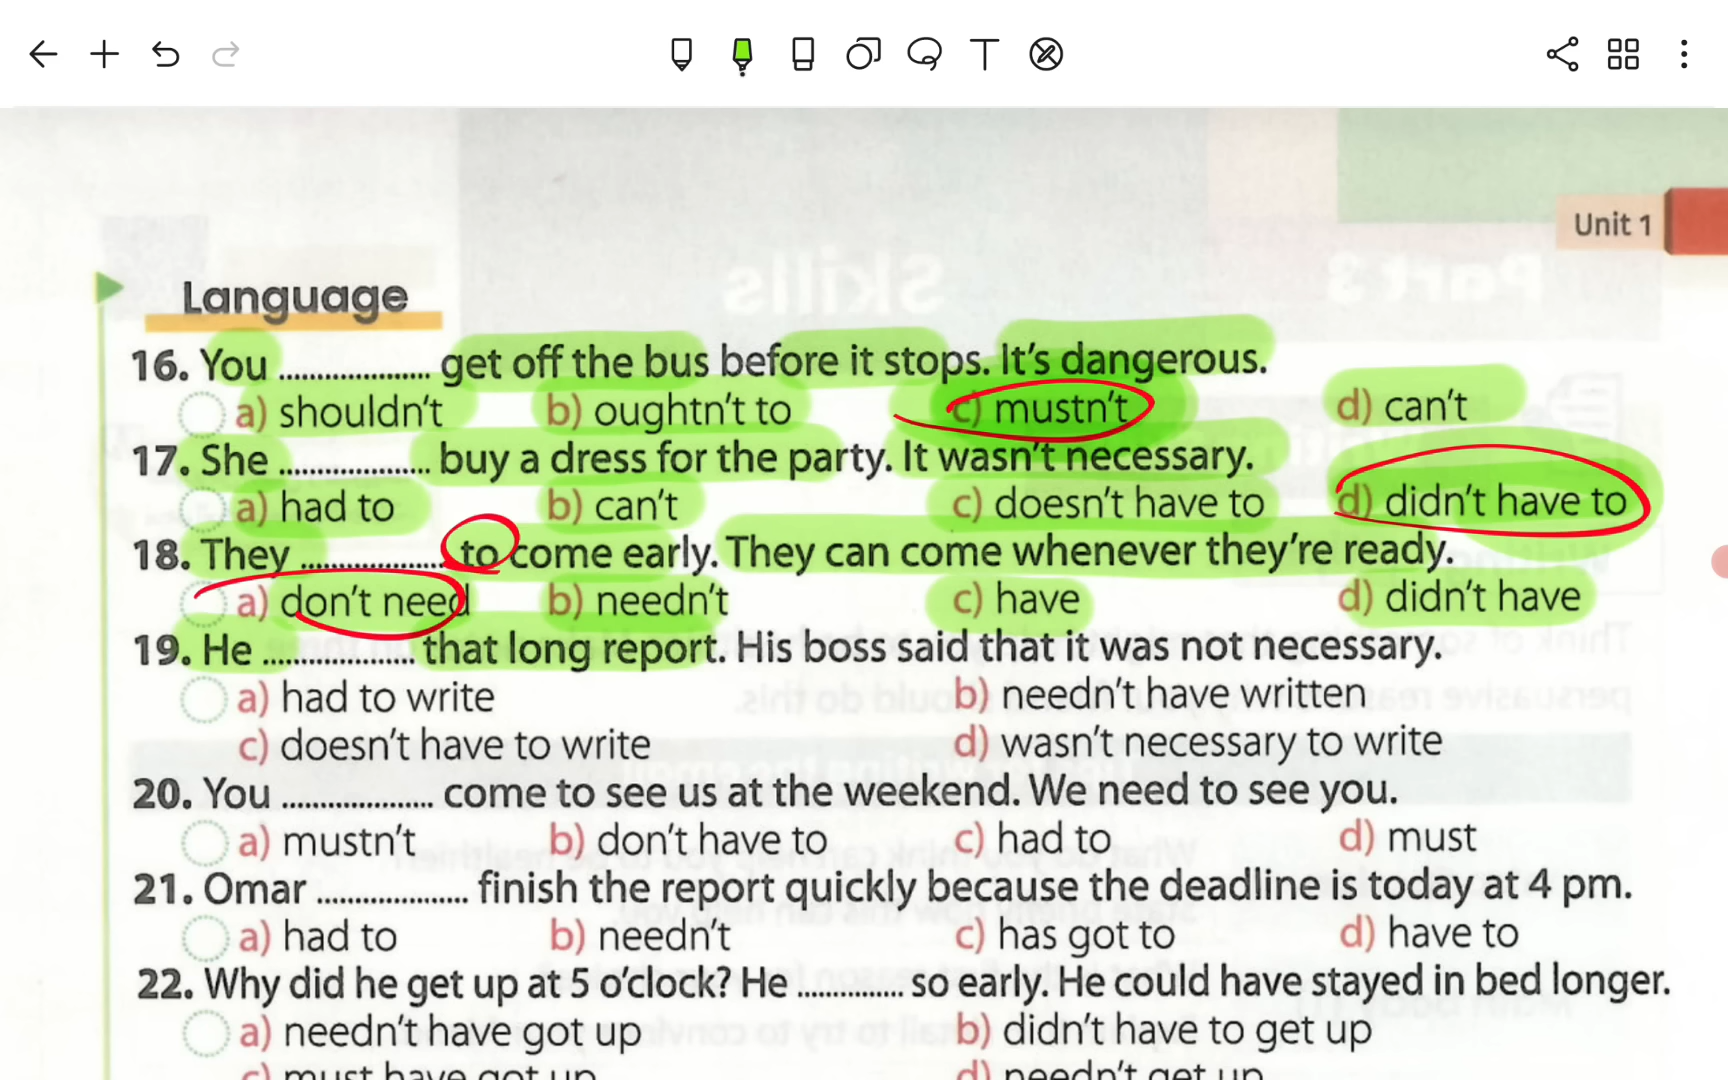 Unit 1
Language
16. You .................. get off the bus before it stops. It's dangerous.
a) shouldn't b) oughtn't to c) mustn't d) can't
17. She .................. buy a dress for the party. It wasn't necessary.
a) had to b) can't c) doesn't have to d) didn't have to
18. They .................. to come early. They can come whenever they're ready.
a) don't need b) needn't c) have d) didn't have
19. He .................. that long report. His boss said that it was not necessary.
a) had to write b) needn't have written
c) doesn't have to write d) wasn't necessary to write
20. You .................. come to see us at the weekend. We need to see you.
a) mustn't b) don't have to c) had to d) must
21. Omar .................. finish the report quickly because the deadline is today at 4 pm.
a) had to b) needn't c) has got to d) have to
22. Why did he get up at 5 o'clock? He ............. so early. He could have stayed in bed longer.
a) needn't have got up b) didn't have to get up
c) must have got up d) needn't get up